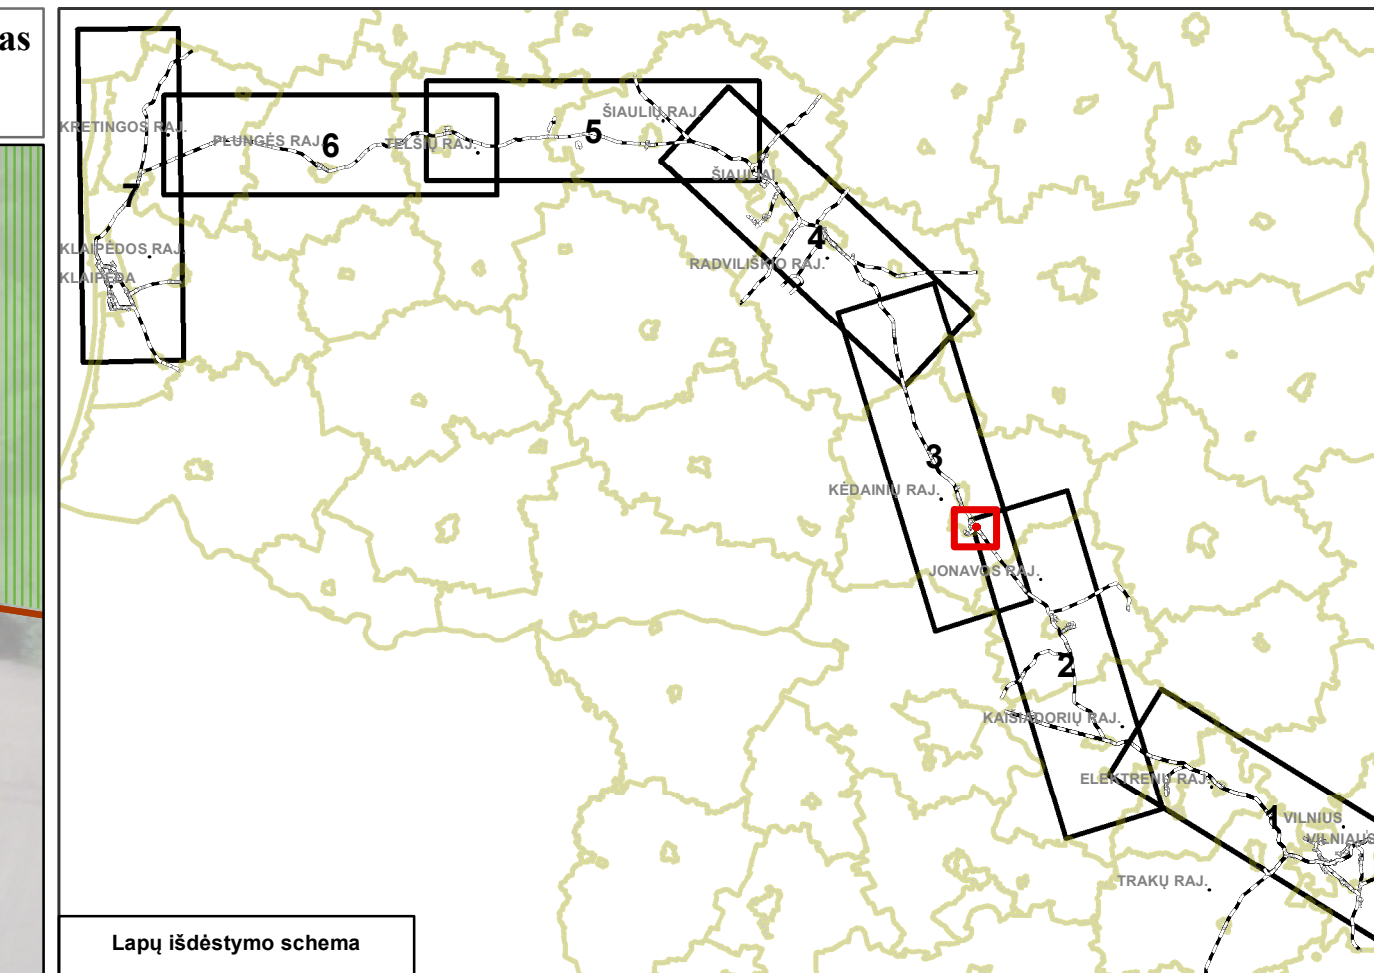 as
KRETINGOS RAJ.
PLUNGĖS RAJ.
6
TELŠIŲ RAJ.
5
ŠIAULIŲ RAJ.
ŠIAULIAI
7
4
KLAIPĖDOS RAJ.
KLAIPĖDA
RADVILIŠKIO RAJ.
3
KĖDAINIŲ RAJ.
JONAVOS RAJ.
2
KAIŠIADORIŲ RAJ.
ELEKTRĖNŲ RAJ.
1
VILNIUS
VILNIAUS
TRAKŲ RAJ.
Lapų išdėstymo schema